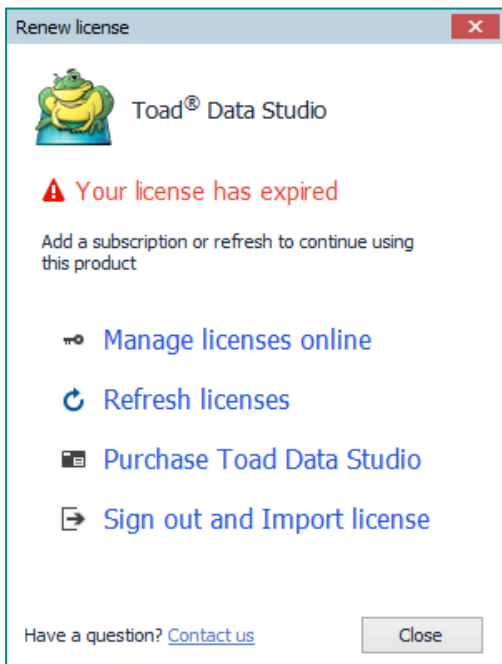 Renew license
Toad® Data Studio
Your license has expired
Add a subscription or refresh to continue using
this product
Manage licenses online
Refresh licenses
Purchase Toad Data Studio
Sign out and Import license
Have a question? Contact us
Close